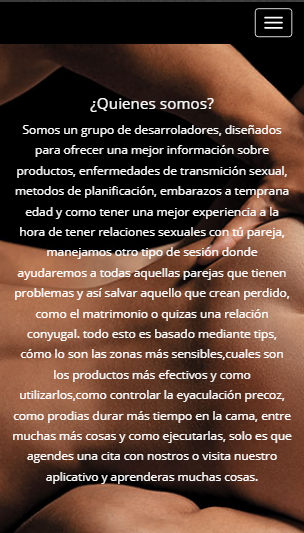 ¿Quienes somos?
Somos un grupo de desarroladores, diseñados
para ofrecer una mejor información sobre
productos, enfermedades de transmición sexual,
metodos de planificación, embarazos a temprana
edad y como tener una mejor experiencia a la
hora de tener relaciones sexuales con tú pareja,
manejamos otro tipo de sesión donde
ayudaremos a todas aquellas parejas que tienen
problemas y así salvar aquello que crean perdido,
como el matrimonio o quizas una relación
conyugal. todo esto es basado mediante tips,
cómo lo son las zonas más sensibles,cuales son
los productos más efectivos y como
utilizarlos,como controlar la eyaculación precoz,
como prodias durar más tiempo en la cama, entre
muchas más cosas y como ejecutarlas, solo es que
agendes una cita con nostros o visita nuestro
aplicativo y aprenderas muchas cosas.